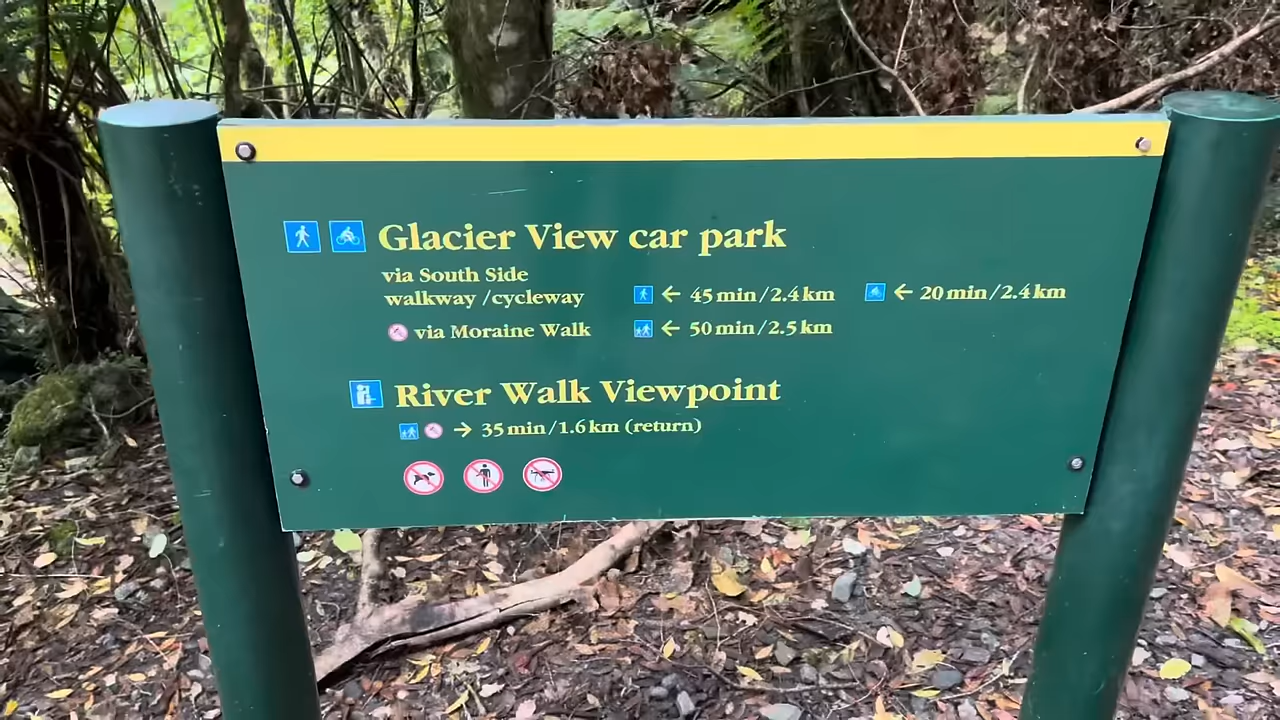 Glacier View car park
via South Side
walkway /cycleway ← 45 min/2.4 km ← 20 min/2.4 km
via Moraine Walk ← 50 min/2.5 km
River Walk Viewpoint
→ 35 min/1.6 km (return)